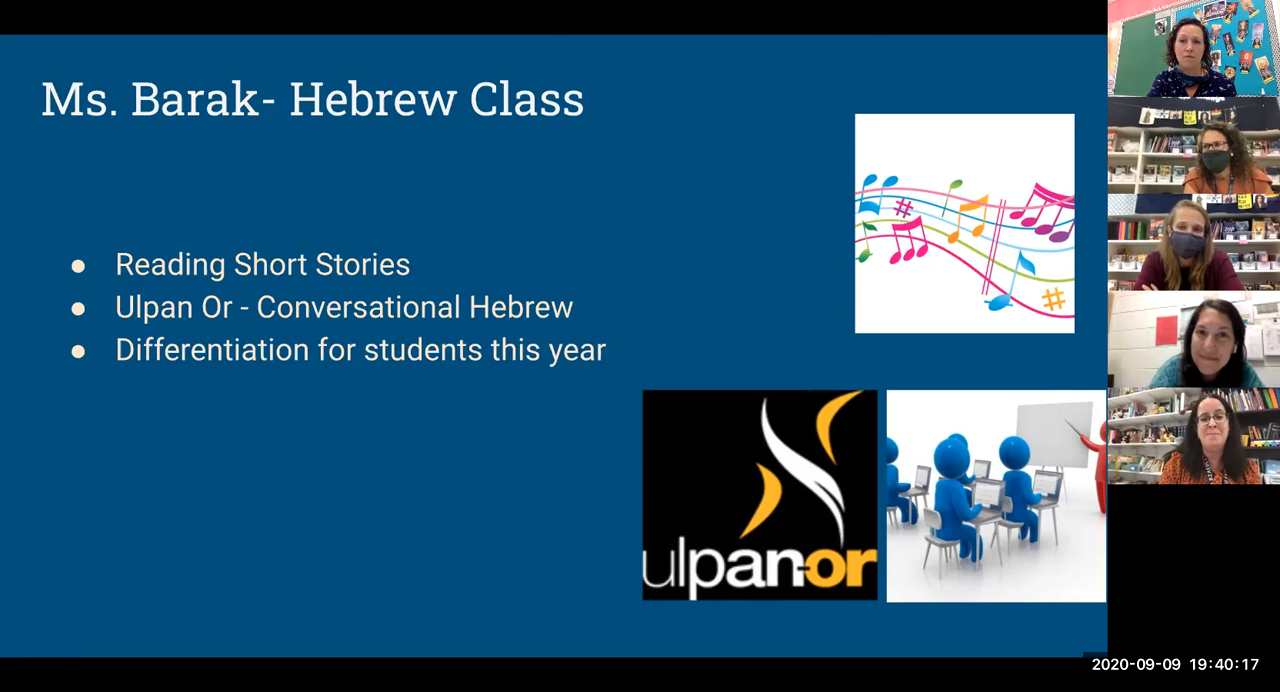 Ms. Barak- Hebrew Class
Reading Short Stories
Ulpan Or - Conversational Hebrew
Differentiation for students this year
ulpan-or
2020-09-09 19:40:17